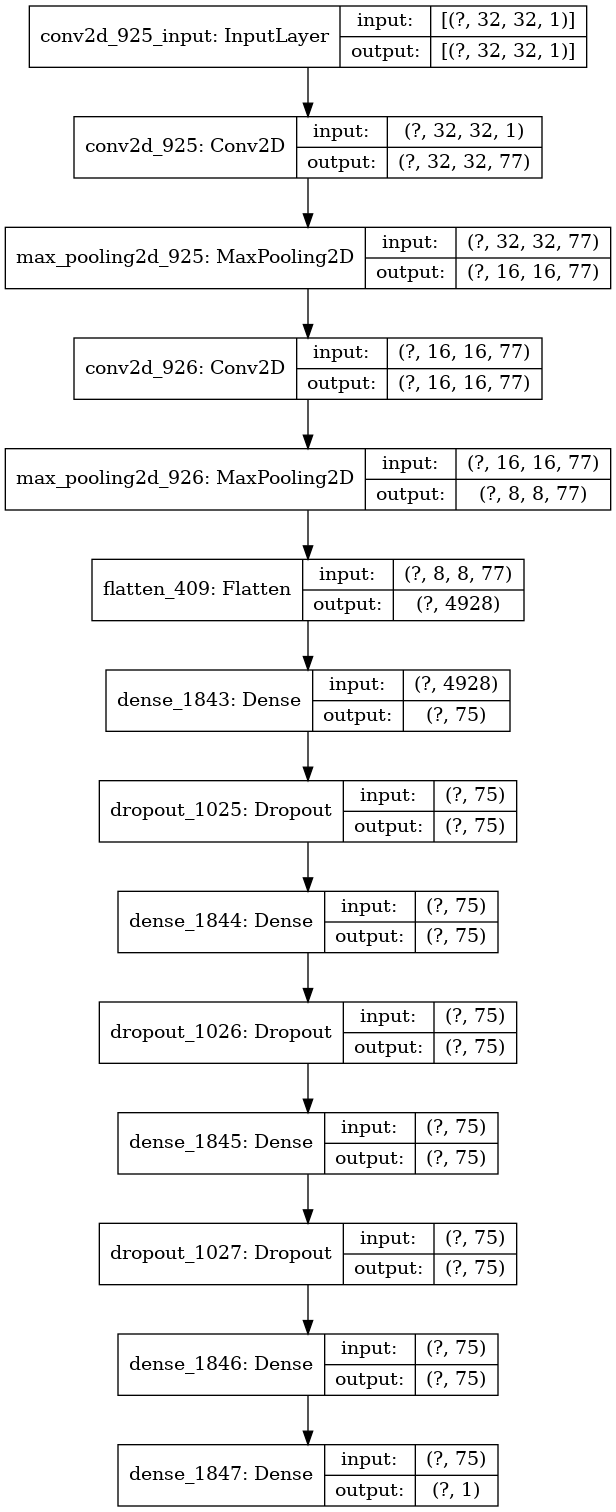 conv2d_925_input: InputLayer
input: [(?, 32, 32, 1)]
output: [(?, 32, 32, 1)]
conv2d_925: Conv2D
input: (?, 32, 32, 1)
output: (?, 32, 32, 77)
max_pooling2d_925: MaxPooling2D
input: (?, 32, 32, 77)
output: (?, 16, 16, 77)
conv2d_926: Conv2D
input: (?, 16, 16, 77)
output: (?, 16, 16, 77)
max_pooling2d_926: MaxPooling2D
input: (?, 16, 16, 77)
output: (?, 8, 8, 77)
flatten_409: Flatten
input: (?, 8, 8, 77)
output: (?, 4928)
dense_1843: Dense
input: (?, 4928)
output: (?, 75)
dropout_1025: Dropout
input: (?, 75)
output: (?, 75)
dense_1844: Dense
input: (?, 75)
output: (?, 75)
dropout_1026: Dropout
input: (?, 75)
output: (?, 75)
dense_1845: Dense
input: (?, 75)
output: (?, 75)
dropout_1027: Dropout
input: (?, 75)
output: (?, 75)
dense_1846: Dense
input: (?, 75)
output: (?, 75)
dense_1847: Dense
input: (?, 75)
output: (?, 1)